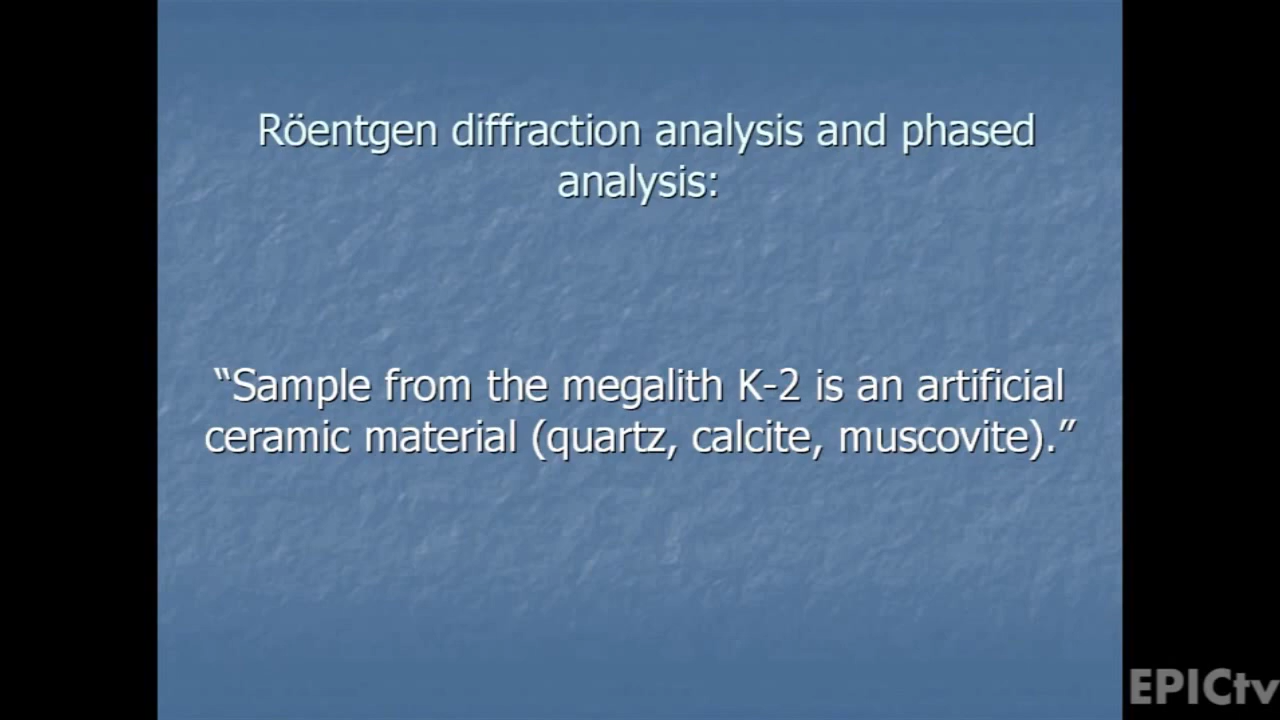 Röentgen diffraction analysis and phased
analysis:
“Sample from the megalith K-2 is an artificial
ceramic material (quartz, calcite, muscovite).”
EPICtv